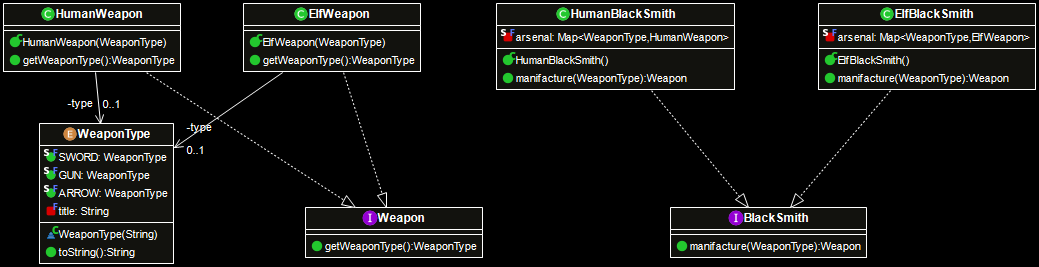 HumanWeapon
HumanWeapon(WeaponType)
getWeaponType():WeaponType
ElfWeapon
ElfWeapon(WeaponType)
getWeaponType():WeaponType
HumanBlackSmith
arsenal: Map<WeaponType,HumanWeapon>
HumanBlackSmith()
manifacture(WeaponType):Weapon
ElfBlackSmith
arsenal: Map<WeaponType,ElfWeapon>
ElfBlackSmith()
manifacture(WeaponType):Weapon
-type
0..1
-type
0..1
WeaponType
SWORD: WeaponType
GUN: WeaponType
ARROW: WeaponType
title: String
WeaponType(String)
toString():String
Weapon
getWeaponType():WeaponType
BlackSmith
manifacture(WeaponType):Weapon